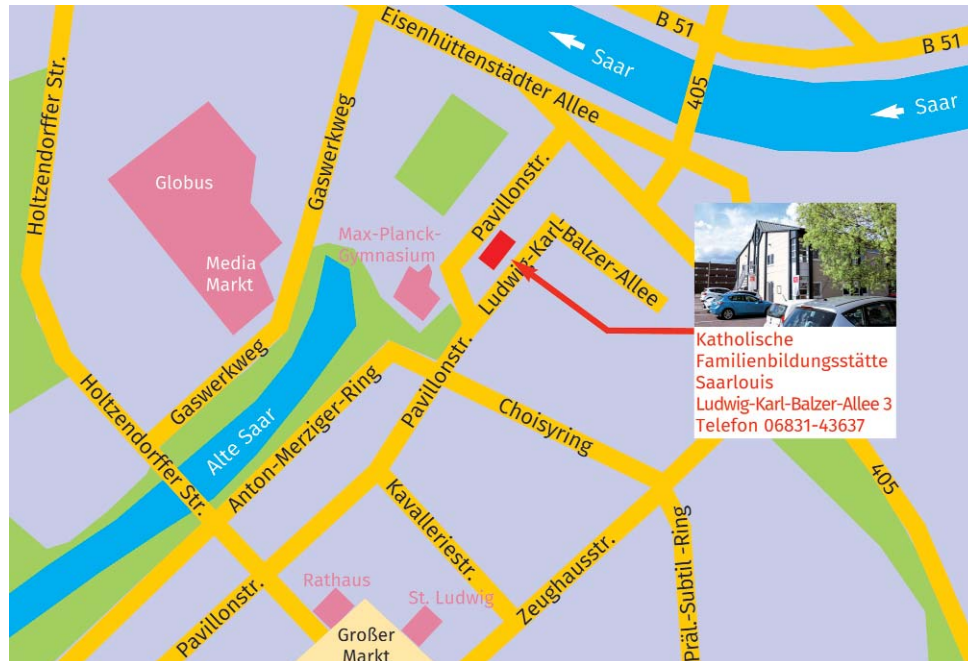 B 51
B 51
Eisenhüttenstädter Allee
Saar
Saar
405
Holtzendorffer Str.
Gaswerkweg
Globus
Media
Markt
Max-Planck-
Gymnasium
Pavillonstr.
Ludwig-Karl-Balzer-Allee
Katholische
Familienbildungsstätte
Saarlouis
Ludwig-Karl-Balzer-Allee 3
Telefon 06831-43637
Gaswerkweg
Alte Saar
Anton-Merziger-Ring
Pavillonstr.
Choisyring
Holtzendorffer Str.
Kavalleriestr.
405
Zeughausstr.
Präl.-Subtil -Ring
Pavillonstr.
Rathaus
St. Ludwig
Großer
Markt